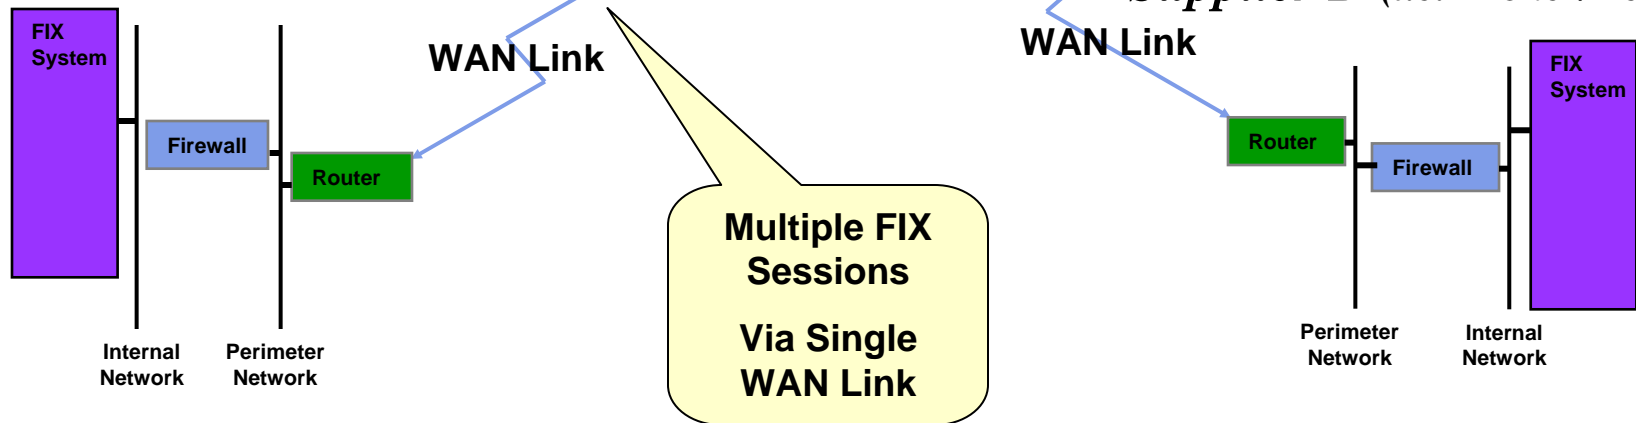 FIX
System
WAN Link
Firewall
Router
Internal
Network
Perimeter
Network
Multiple FIX
Sessions
Via Single
WAN Link
WAN Link
Router
Firewall
FIX
System
Perimeter
Network
Internal
Network